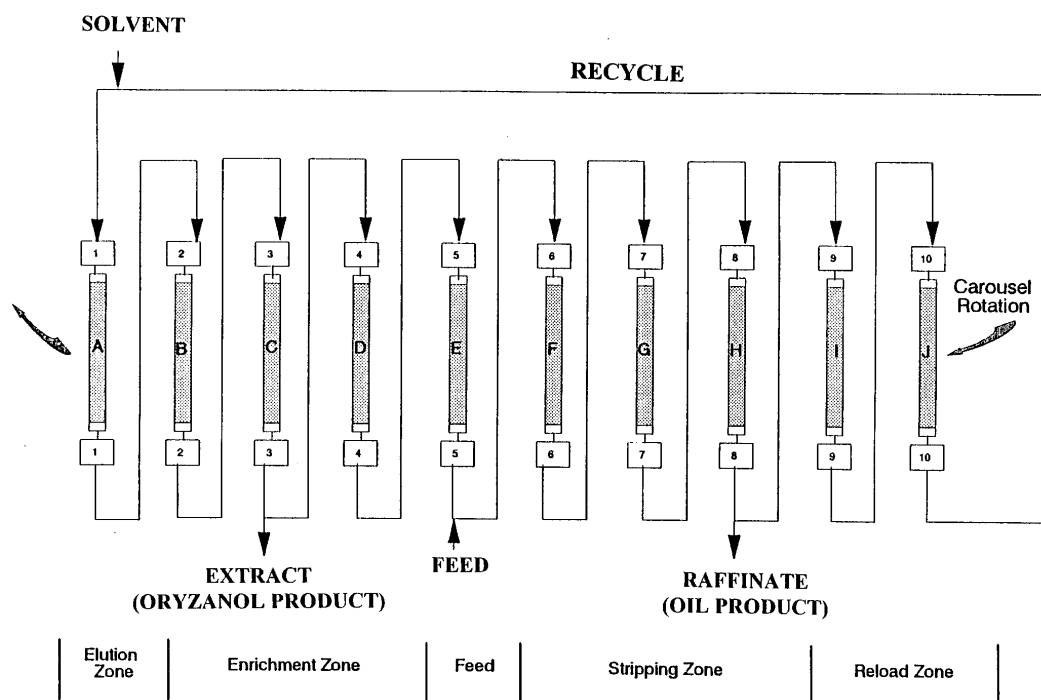 SOLVENT
RECYCLE
1 2 3 4 5 6 7 8 9 10
Carousel
Rotation
A B C D E F G H I J
1 2 3 4 5 6 7 8 9 10
FEED
EXTRACT
(ORYZANOL PRODUCT)
RAFFINATE
(OIL PRODUCT)
Elution
Zone
Enrichment Zone
Feed
Stripping Zone
Reload Zone